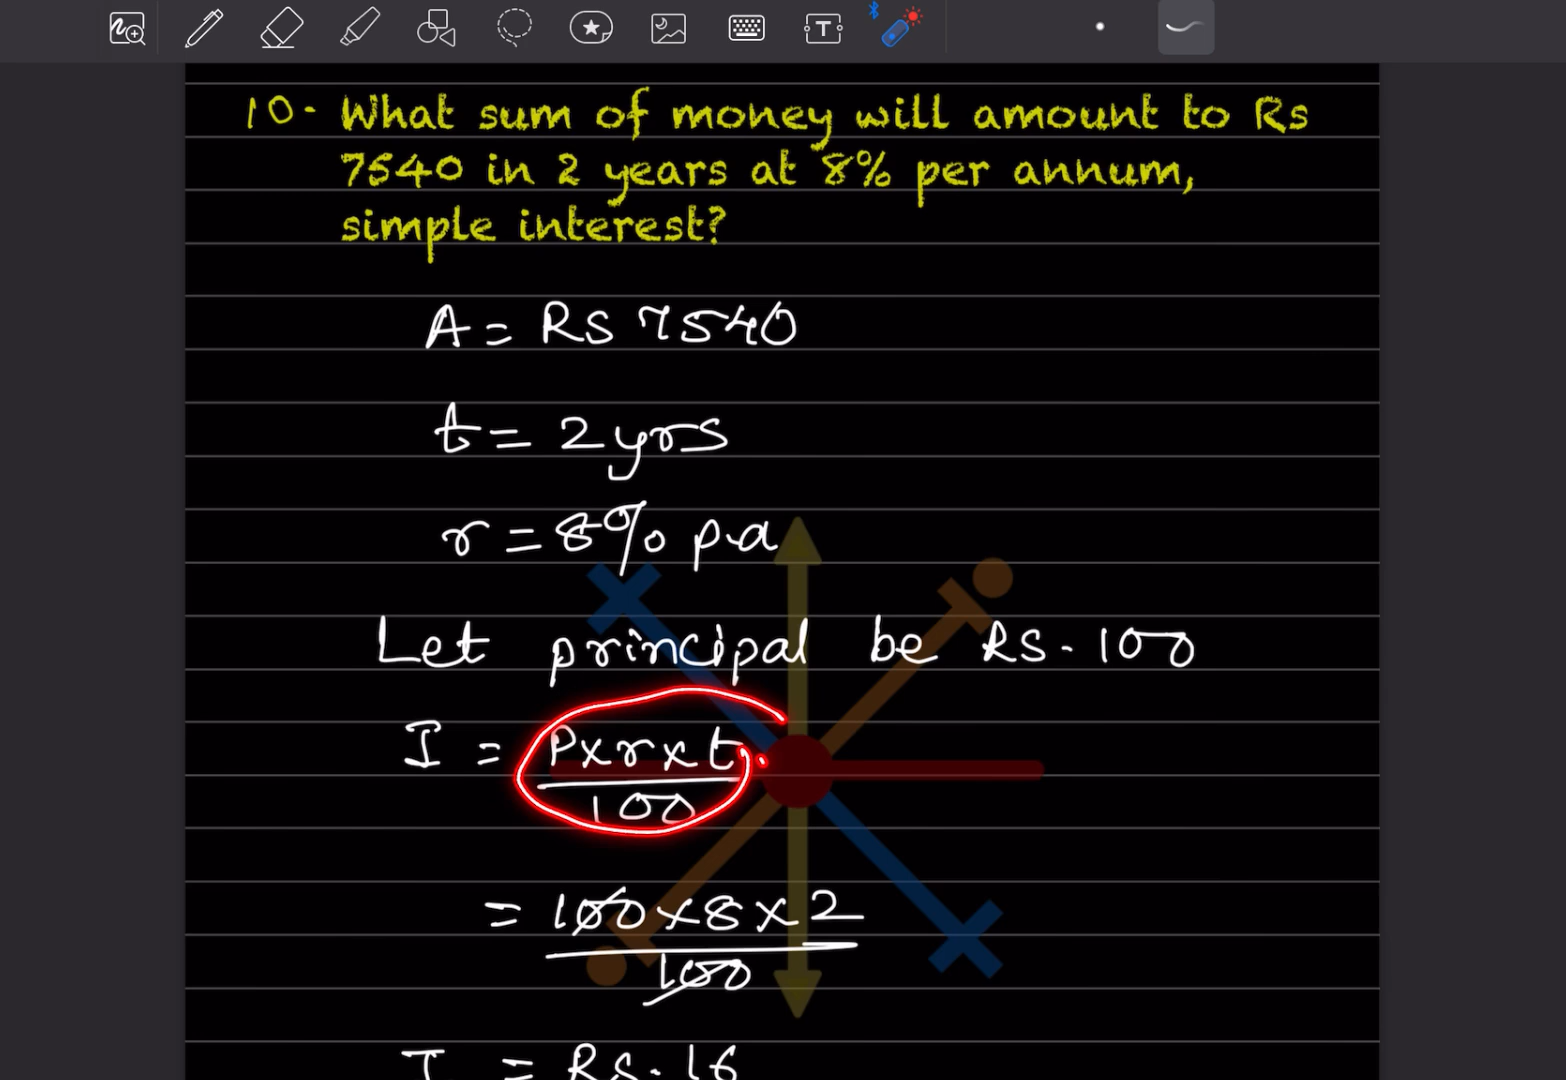 10. What sum of money will amount to Rs
7540 in 2 years at 8% per annum,
simple interest?
A = Rs 7540
t = 2 yrs
r = 8% p.a
Let principal be Rs. 100
I = P x r x t
100
= 100 x 8 x 2
100
I = Rs. 16